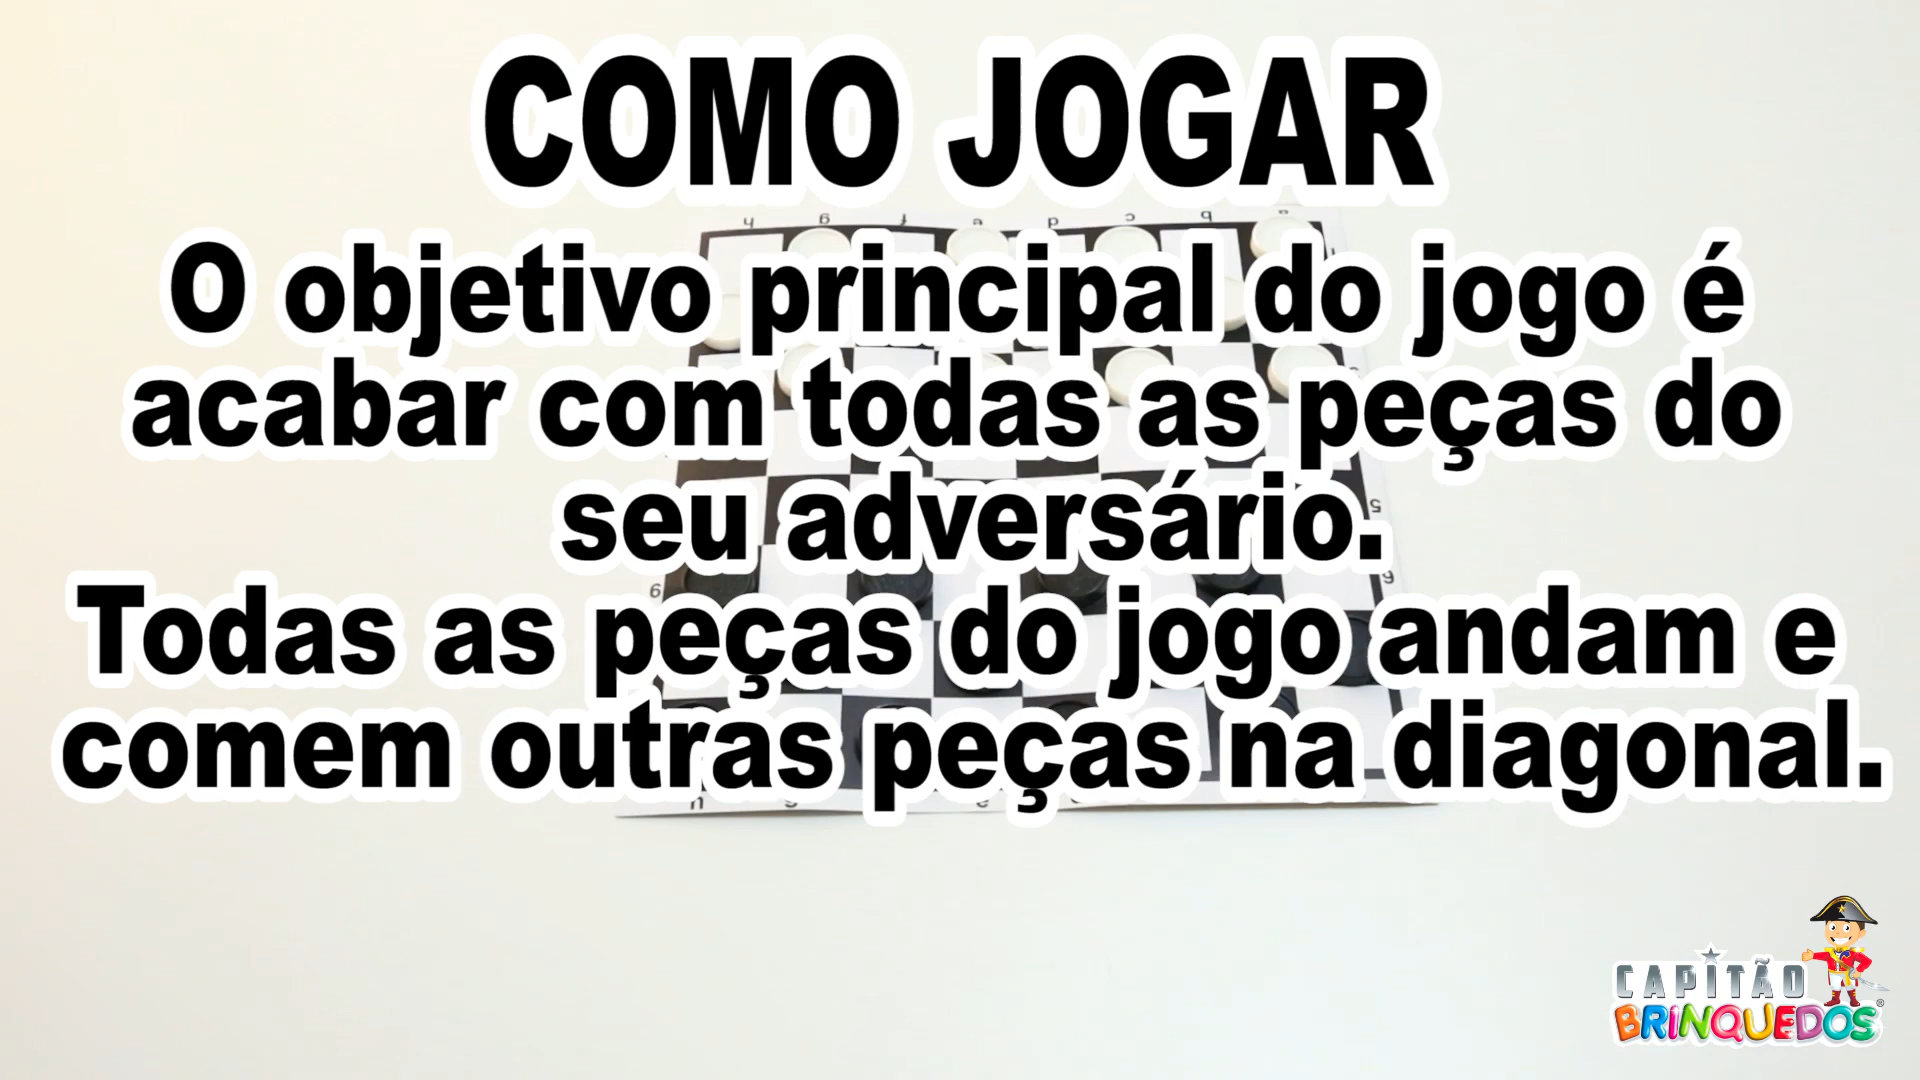 COMO JOGAR
O objetivo principal do jogo é
acabar com todas as peças do
seu adversário.
Todas as peças do jogo andam e
comem outras peças na diagonal.
CAPITÃO
BRINQUEDOS®